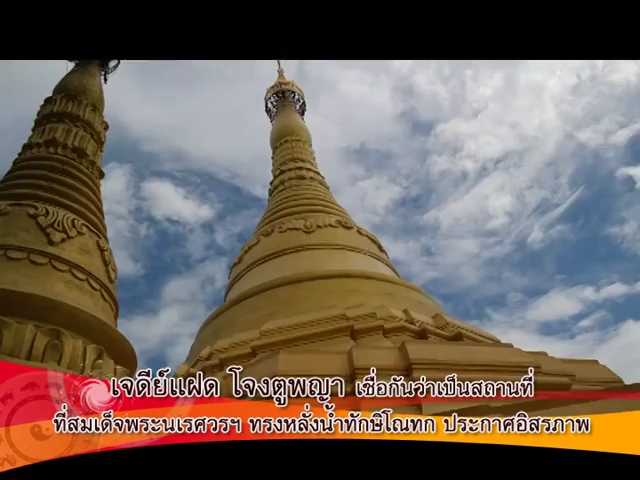 เจดีย์แฝด โจงตูพญา เชื่อกันว่าเป็นสถานที่
ที่สมเด็จพระนเรศวรฯ ทรงหลั่งน้ำทักษิโณทก ประกาศอิสรภาพ